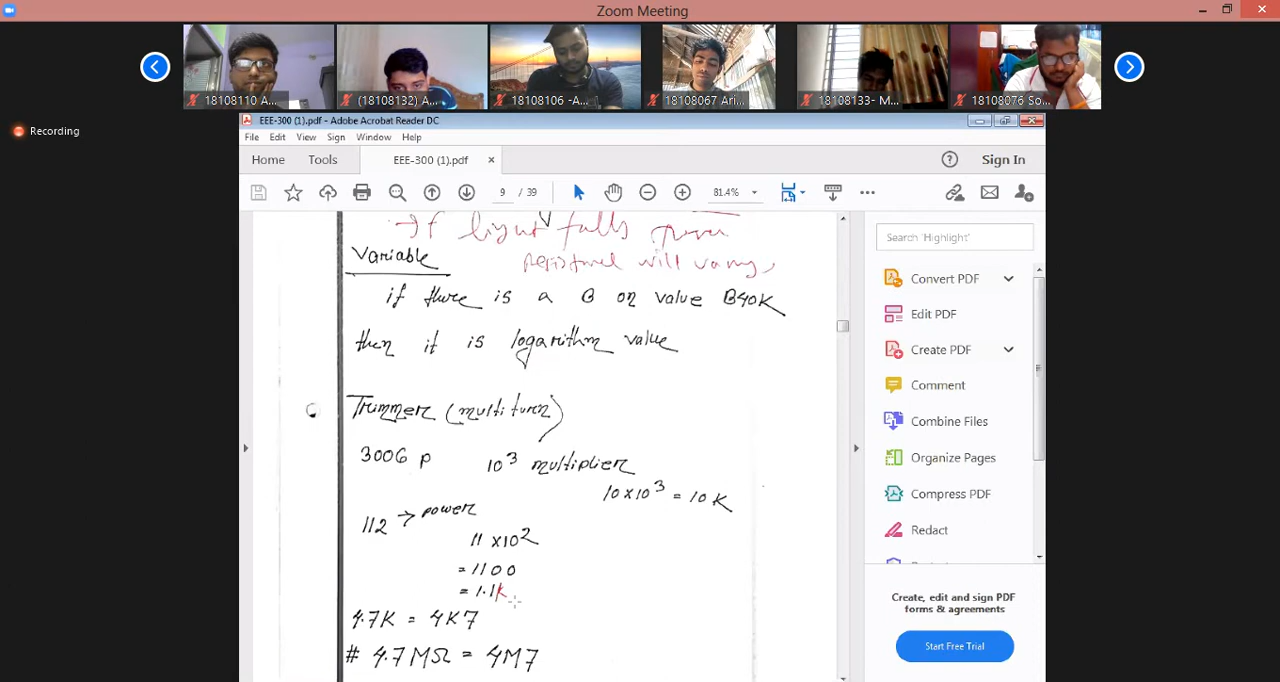 Zoom Meeting
18108110 A...
(18108132) A...
18108106 -A...
18108067 Ari...
18108133- M...
18108076 So...
Recording
EEE-300 (1).pdf - Adobe Acrobat Reader DC
File Edit View Sign Window Help
Home Tools EEE-300 (1).pdf × Sign In
9 / 39 81.4%
If light falls
will vary,
Variable
if there is a B on value B40K
then it is logarithm value
Trimmer (multiturn)
3006 p 10³ multiplier
10x10³ = 10 K
112 → power
11 x10²
= 1100
= 1.1K
4.7K = 4K7
# 4.7MΩ = 4M7
Search 'Highlight'
Convert PDF
Edit PDF
Create PDF
Comment
Combine Files
Organize Pages
Compress PDF
Redact
Create, edit and sign PDF
forms & agreements
Start Free Trial